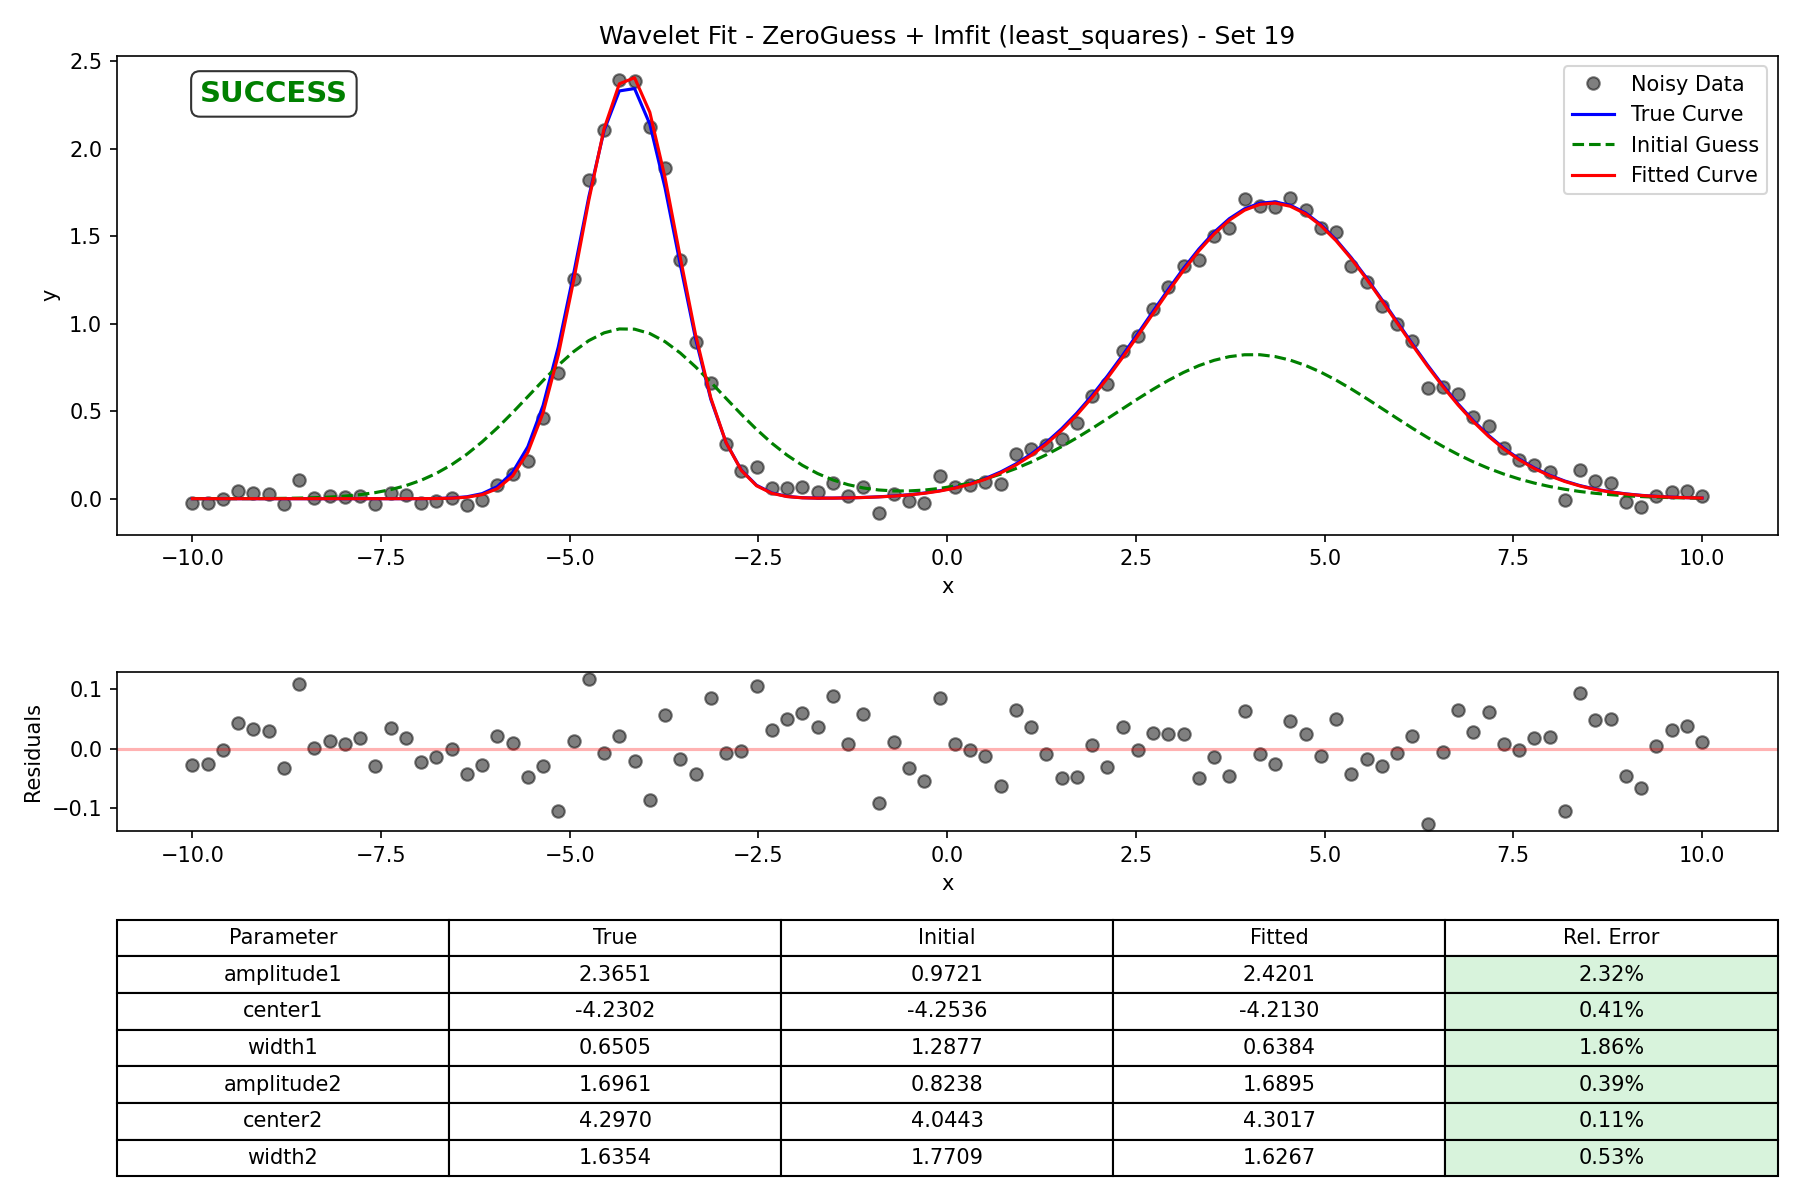 Wavelet Fit - ZeroGuess + lmfit (least_squares) - Set 19
SUCCESS
Noisy Data
True Curve
Initial Guess
Fitted Curve
y
2.5
2.0
1.5
1.0
0.5
0.0
−10.0 −7.5 −5.0 −2.5 0.0 2.5 5.0 7.5 10.0
x
Residuals
0.1
0.0
−0.1
−10.0 −7.5 −5.0 −2.5 0.0 2.5 5.0 7.5 10.0
x
Parameter True Initial Fitted Rel. Error
amplitude1 2.3651 0.9721 2.4201 2.32%
center1 -4.2302 -4.2536 -4.2130 0.41%
width1 0.6505 1.2877 0.6384 1.86%
amplitude2 1.6961 0.8238 1.6895 0.39%
center2 4.2970 4.0443 4.3017 0.11%
width2 1.6354 1.7709 1.6267 0.53%